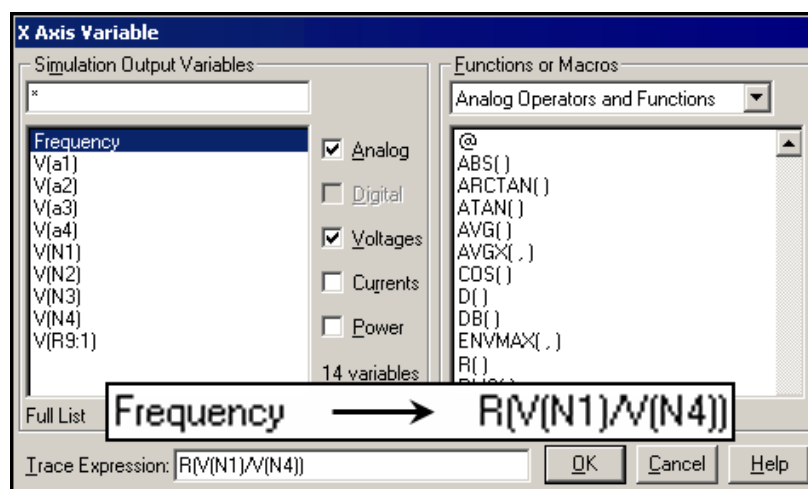 X Axis Variable
Simulation Output Variables
*
Frequency
V(a1)
V(a2)
V(a3)
V(a4)
V(N1)
V(N2)
V(N3)
V(N4)
V(R9:1)
Full List
Analog
Digital
Voltages
Currents
Power
14 variables
Functions or Macros
Analog Operators and Functions
@
ABS( )
ARCTAN( )
ATAN( )
AVG( )
AVGX( , )
COS( )
D( )
DB( )
ENVMAX( , )
R( )
Frequency → R(V(N1)/V(N4))
Trace Expression: R(V(N1)/V(N4))
OK
Cancel
Help